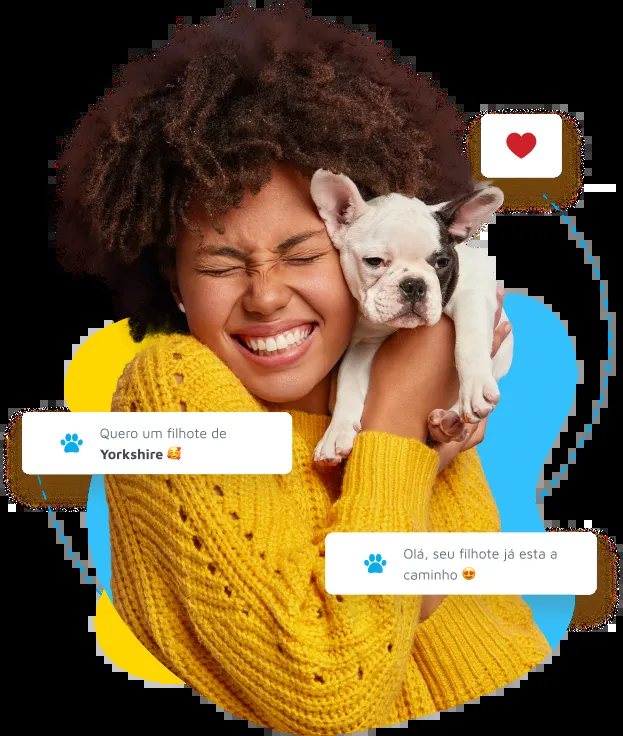 Quero um filhote de
Yorkshire 🥰
Olá, seu filhote já esta a
caminho 😍